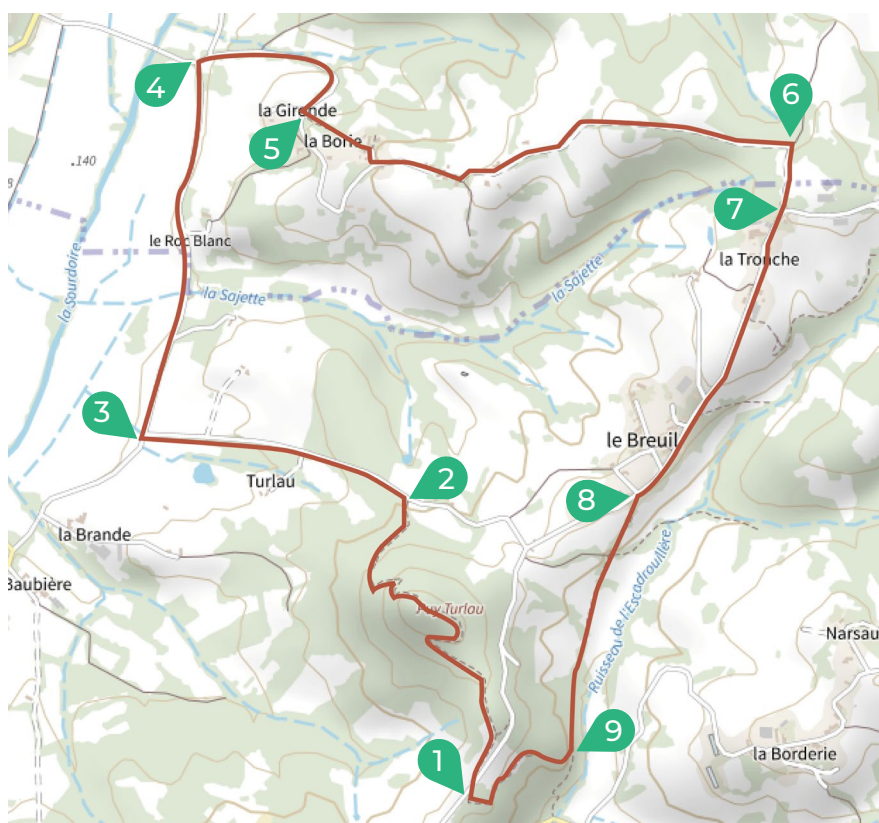 4
6
la Gironde
5
la Borie
140
7
le Roc Blanc
la Tronche
la Sourdoire
la Sajette
la Sajette
3
le Breuil
2
Turlau
8
la Brande
Baubière
Puy Turlau
Ruisseau de l'Escadrouillère
Narsau
9
1
la Borderie